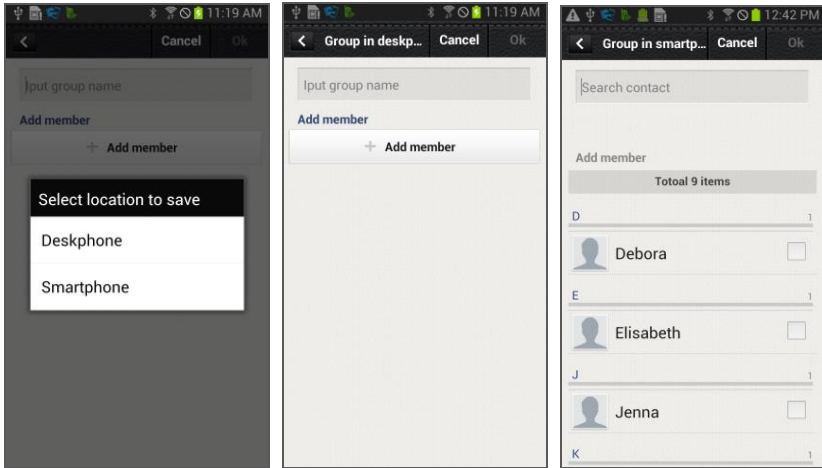 11:19 AM
Cancel Ok
Iput group name
Add member
+ Add member
Select location to save
Deskphone
Smartphone
11:19 AM
Group in deskp... Cancel Ok
Iput group name
Add member
+ Add member
12:42 PM
Group in smartp... Cancel Ok
Search contact
Add member
Totoal 9 items
D 1
Debora
E 1
Elisabeth
J 1
Jenna
K 1